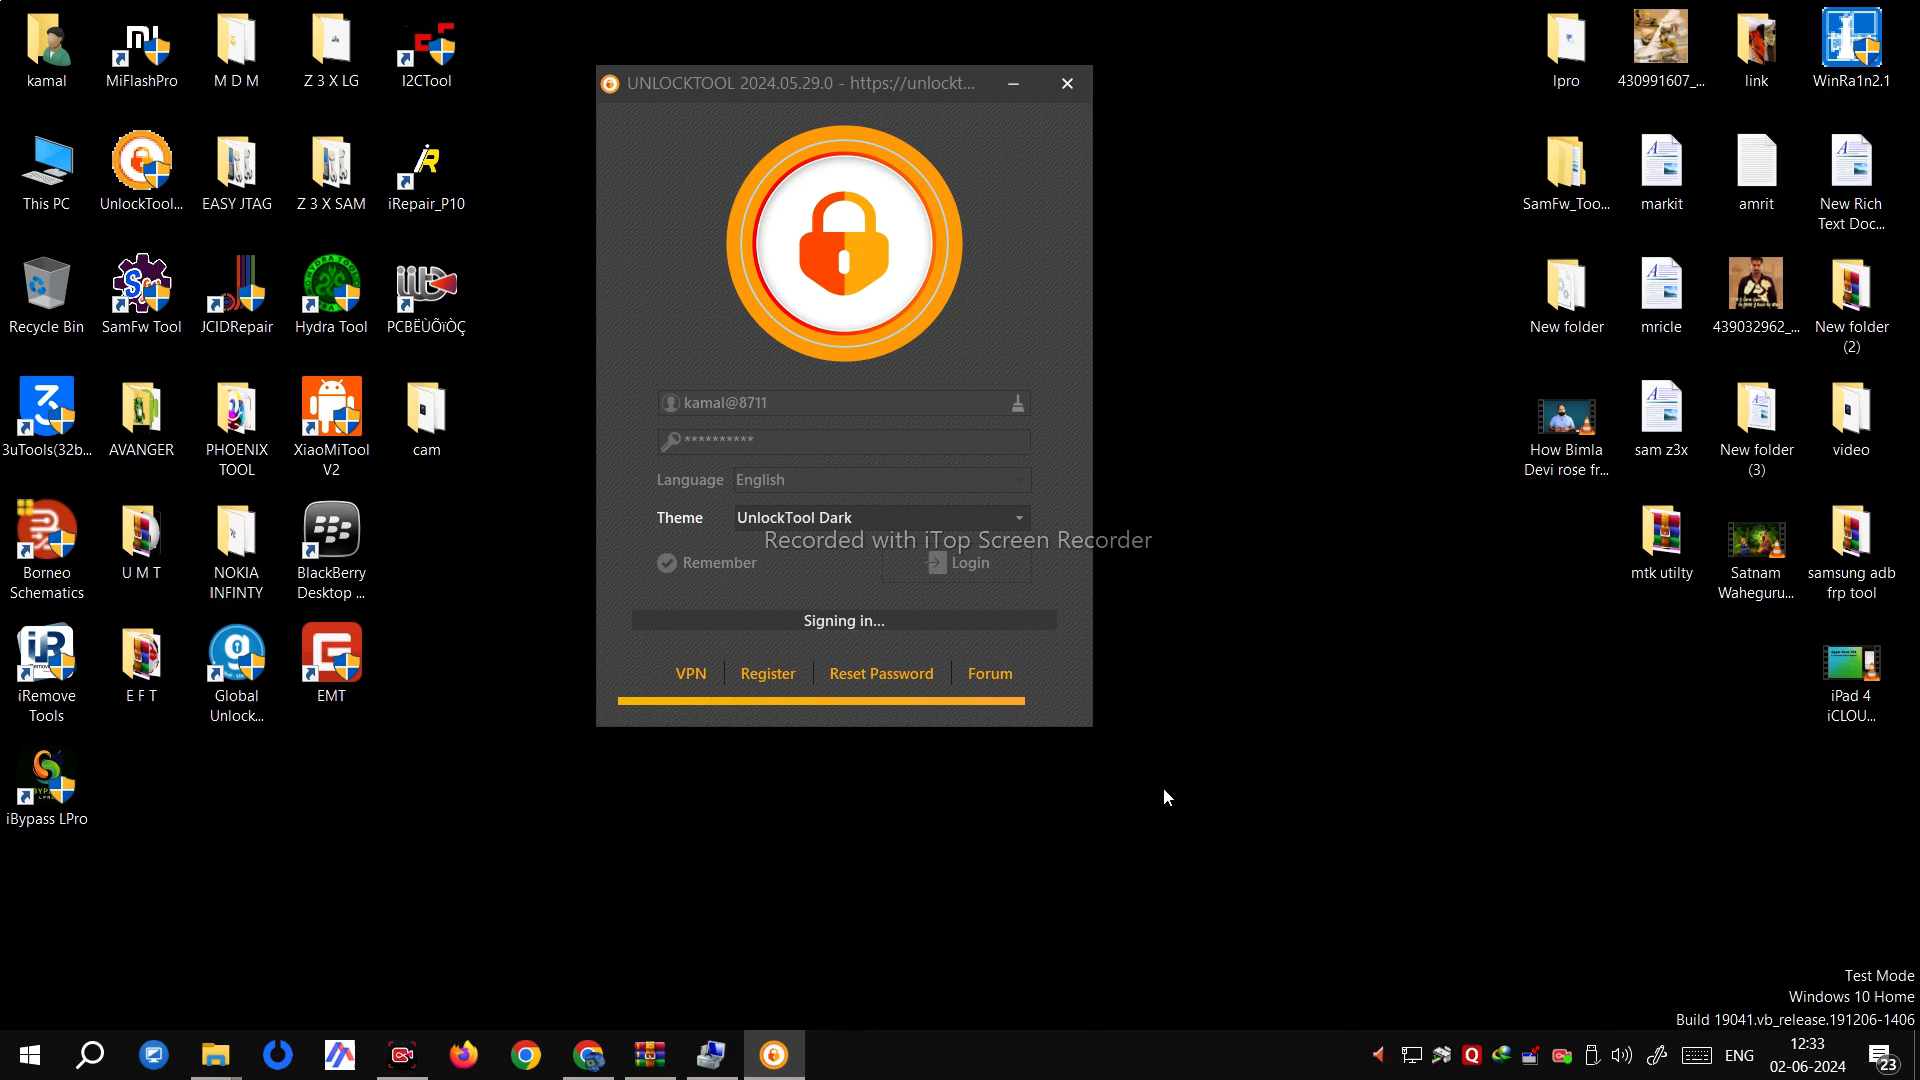 kamal
MiFlashPro
M D M
Z 3 X LG
I2CTool
This PC
UnlockTool...
EASY JTAG
Z 3 X SAM
iRepair_P10
Recycle Bin
SamFw Tool
JCIDRepair
Hydra Tool
PCBËÙÕïÒÇ
3uTools(32b...
AVANGER
PHOENIX
TOOL
XiaoMiTool
V2
cam
Borneo
Schematics
U M T
NOKIA
INFINTY
BlackBerry
Desktop ...
iRemove
Tools
E F T
Global
Unlock...
EMT
iBypass LPro
UNLOCKTOOL 2024.05.29.0 - https://unlockt...
kamal@8711
**********
Language English
Theme UnlockTool Dark
Recorded with iTop Screen Recorder
Remember
Login
Signing in...
VPN
Register
Reset Password
Forum
lpro
430991607_...
link
WinRa1n2.1
SamFw_Too...
markit
amrit
New Rich
Text Doc...
New folder
mricle
439032962_...
New folder
(2)
How Bimla
Devi rose fr...
sam z3x
New folder
(3)
video
mtk utilty
Satnam
Waheguru...
samsung adb
frp tool
iPad 4
iCLOU...
Test Mode
Windows 10 Home
Build 19041.vb_release.191206-1406
ENG
12:33
02-06-2024
23